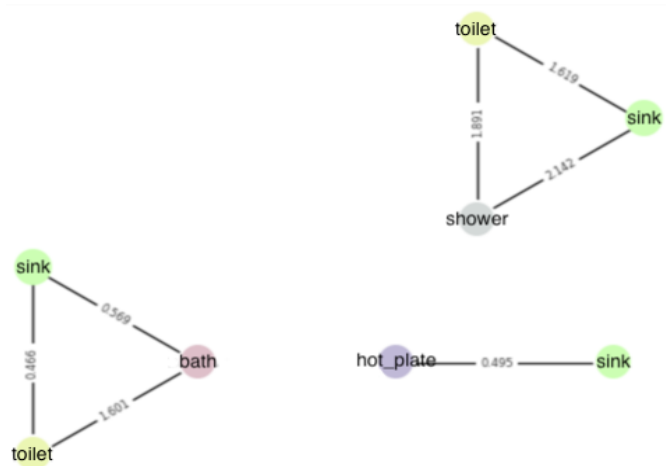 toilet
1.619
sink
1.891
2.142
shower
sink
0.569
0.466
bath
1.601
toilet
hot_plate
0.495
sink